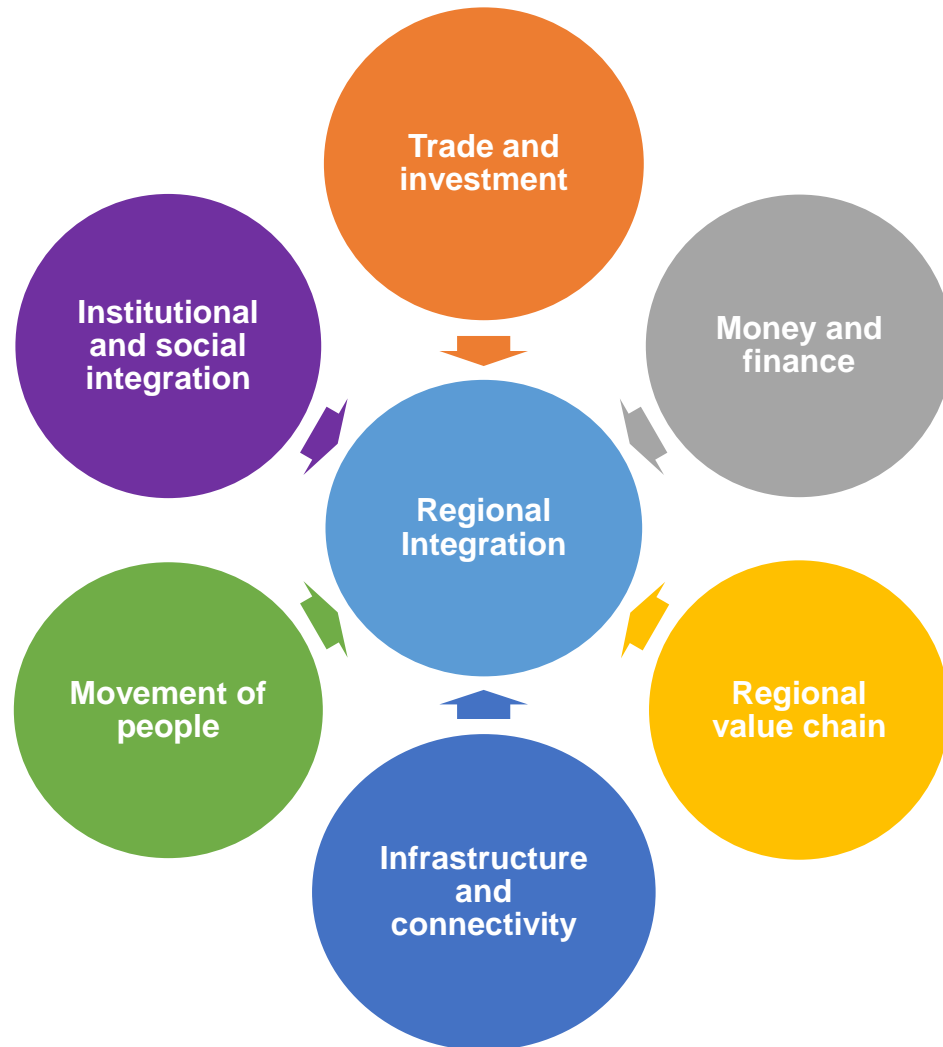 Trade and
investment
Institutional
and social
integration
Money and
finance
Regional
Integration
Movement of
people
Regional
value chain
Infrastructure
and
connectivity